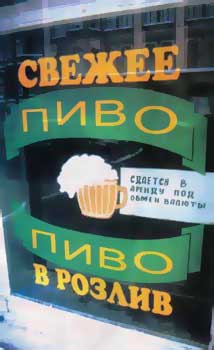 СВЕЖЕЕ
ПИВО
СДАЕТСЯ В
АРЕНДУ ПОД
ОБМЕН ВАЛЮТЫ
ПИВО
В РОЗЛИВ